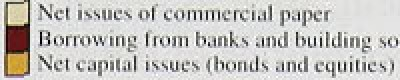 Net issues of commercial paper
Borrowing from banks and building so
Net capital issues (bonds and equities)